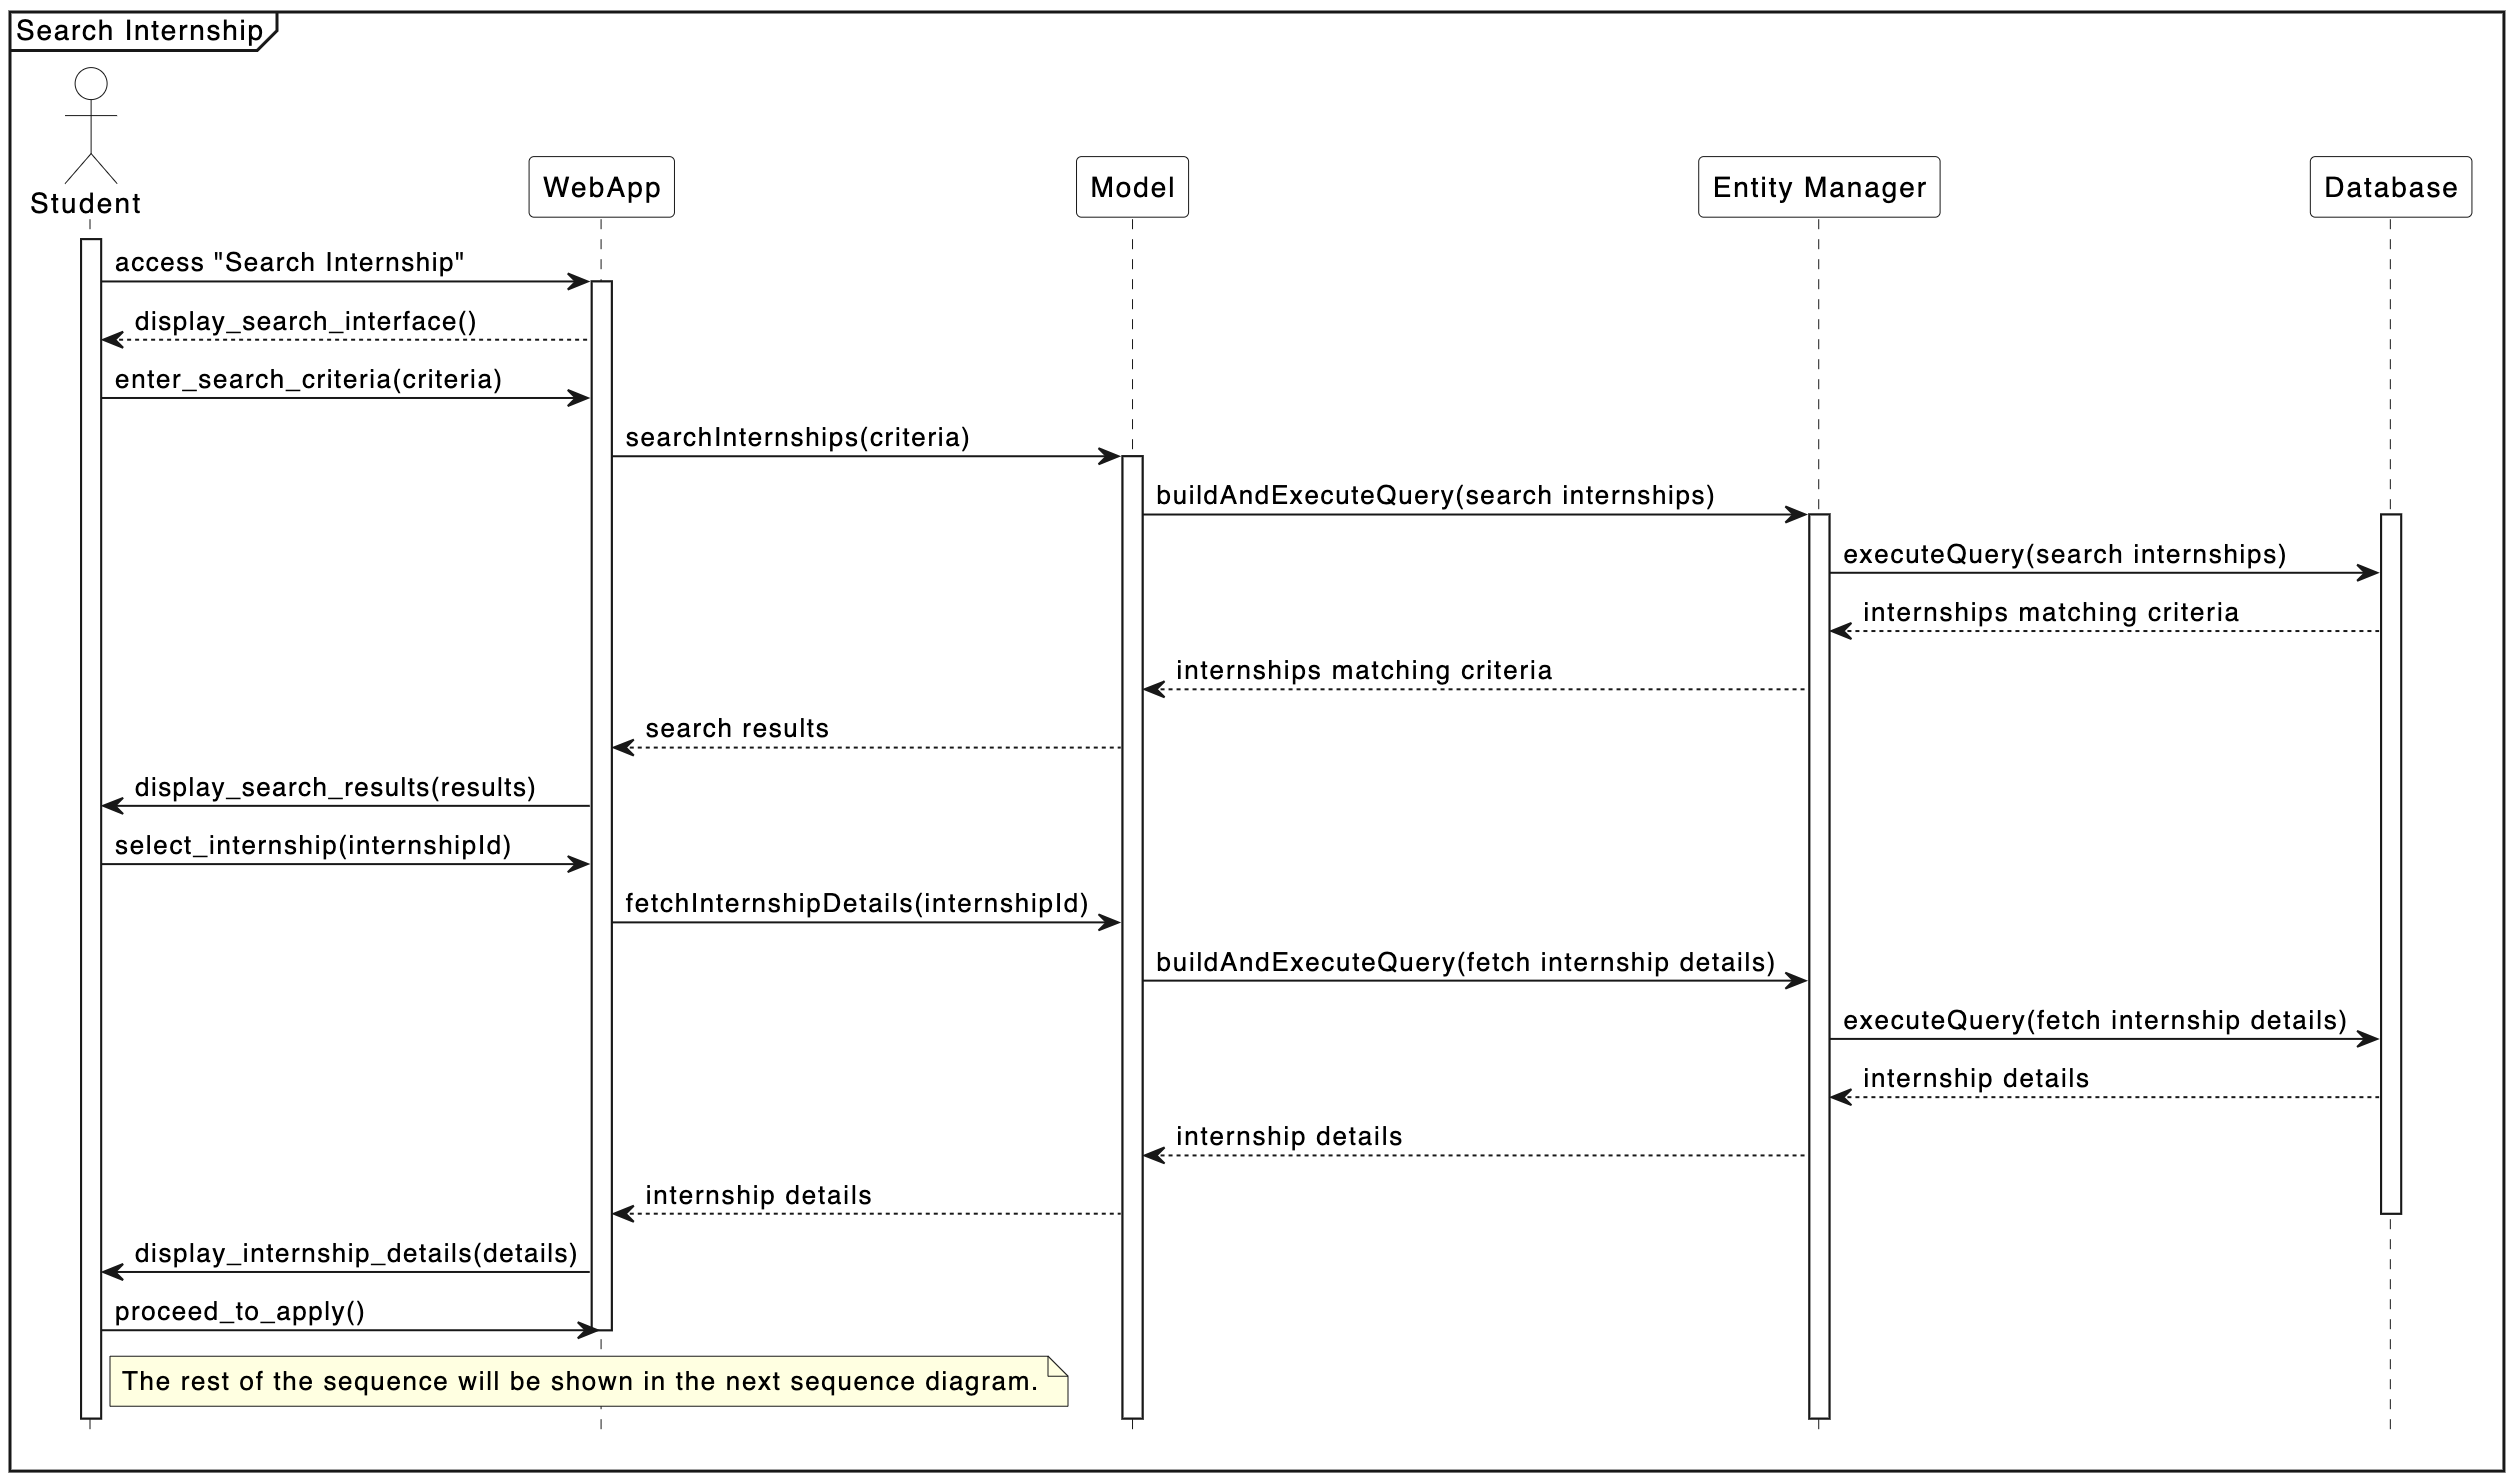 Search Internship
Student
WebApp
Model
Entity Manager
Database
access "Search Internship"
display_search_interface()
enter_search_criteria(criteria)
searchInternships(criteria)
buildAndExecuteQuery(search internships)
executeQuery(search internships)
internships matching criteria
internships matching criteria
search results
display_search_results(results)
select_internship(internshipId)
fetchInternshipDetails(internshipId)
buildAndExecuteQuery(fetch internship details)
executeQuery(fetch internship details)
internship details
internship details
internship details
display_internship_details(details)
proceed_to_apply()
The rest of the sequence will be shown in the next sequence diagram.